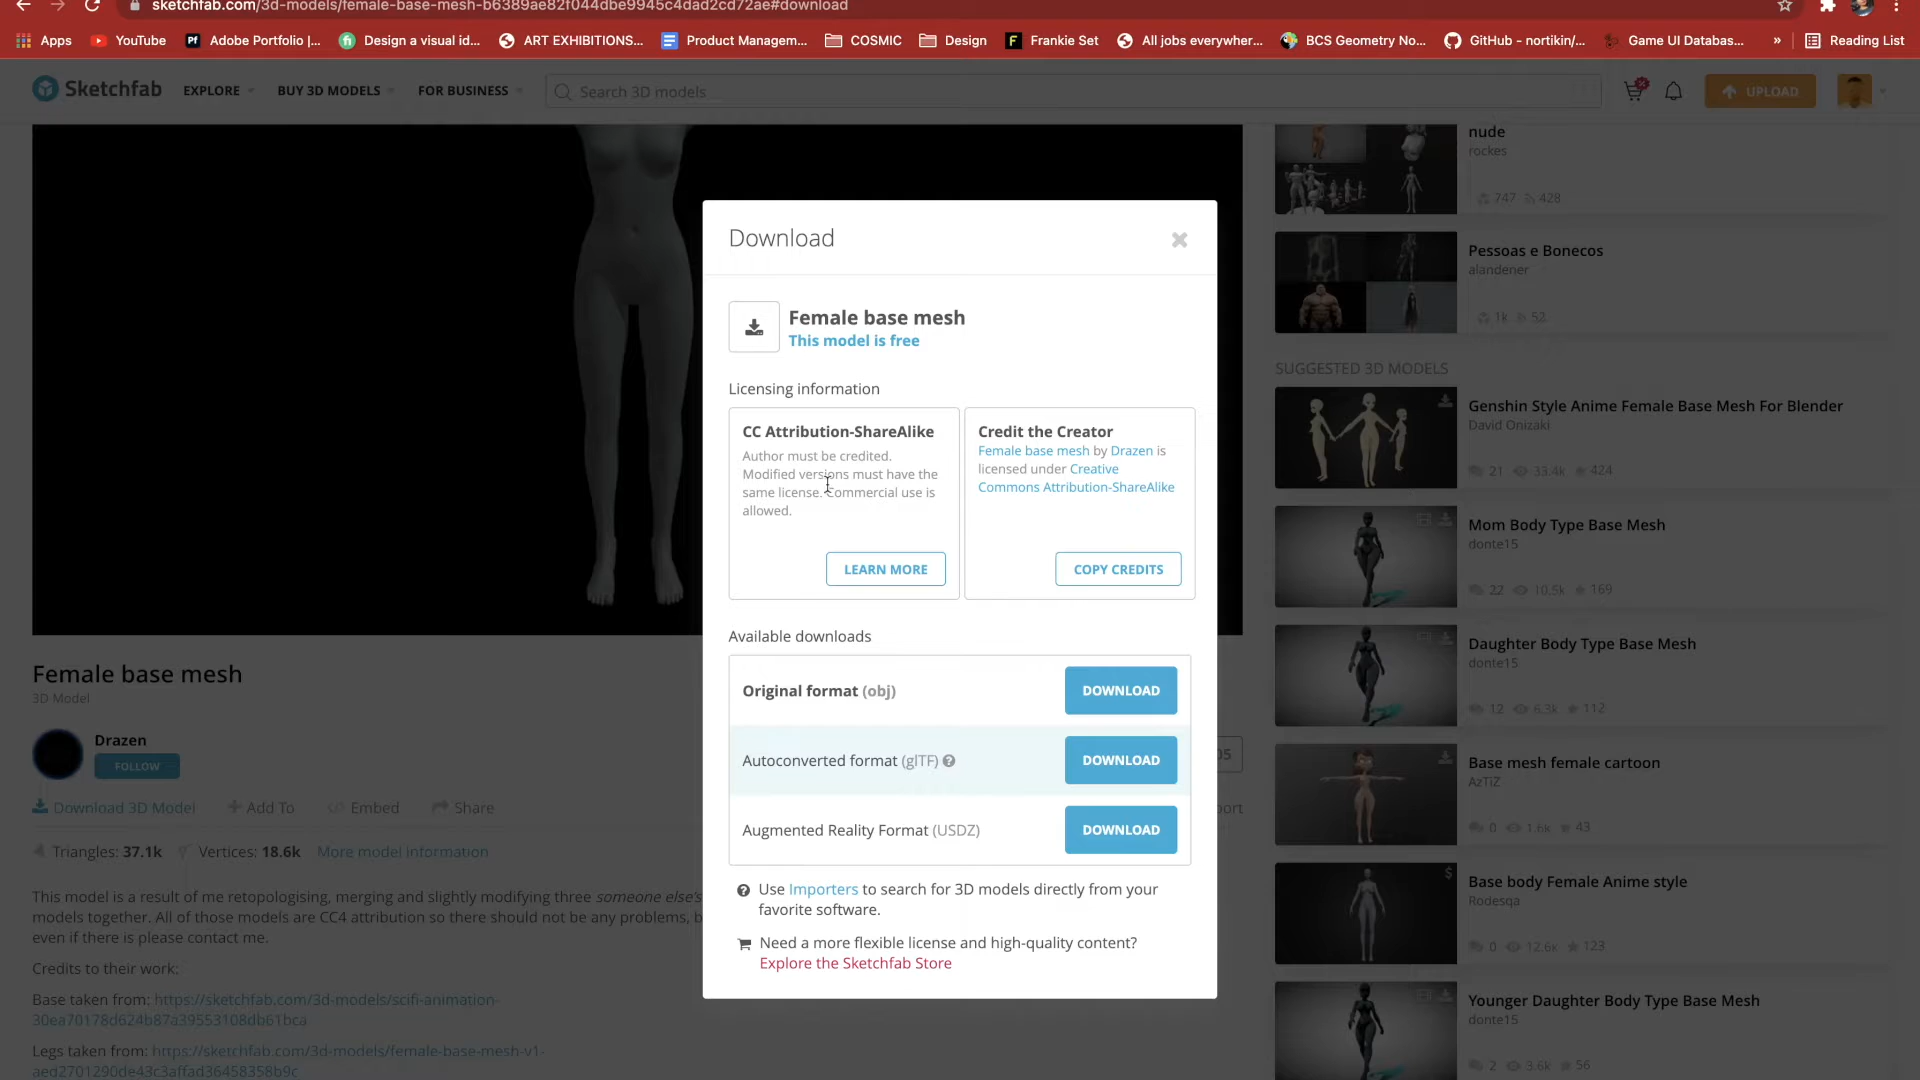 sketchfab.com/3d-models/female-base-mesh-b6389ae82f044dbe9945c4dad2cd72ae#download
Apps YouTube Adobe Portfolio |... Design a visual id... ART EXHIBITIONS... Product Managem... COSMIC Design Frankie Set All jobs everywher... BCS Geometry No... GitHub - nortikin/... Game UI Databas... » Reading List
Sketchfab EXPLORE BUY 3D MODELS FOR BUSINESS Search 3D models UPLOAD
nude
rockes
747 428
Pessoas e Bonecos
alandener
1k 52
SUGGESTED 3D MODELS
Genshin Style Anime Female Base Mesh For Blender
David Onizaki
21 33.4k 424
Mom Body Type Base Mesh
donte15
22 10.5k 169
Daughter Body Type Base Mesh
donte15
12 6.3k 112
Base mesh female cartoon
AzTiZ
0 1.6k 43
Base body Female Anime style
Rodesqa
0 12.6k 123
Younger Daughter Body Type Base Mesh
donte15
2 3.6k 56
Download
Female base mesh
This model is free
Licensing information
CC Attribution-ShareAlike
Author must be credited.
Modified versions must have the
same license. Commercial use is
allowed.
LEARN MORE
Credit the Creator
Female base mesh by Drazen is
licensed under Creative
Commons Attribution-ShareAlike
COPY CREDITS
Available downloads
Original format (obj) DOWNLOAD
Autoconverted format (glTF) DOWNLOAD
Augmented Reality Format (USDZ) DOWNLOAD
Use Importers to search for 3D models directly from your
favorite software.
Need a more flexible license and high-quality content?
Explore the Sketchfab Store
Female base mesh
3D Model
Drazen
FOLLOW
Download 3D Model Add To Embed Share
Triangles: 37.1k Vertices: 18.6k More model information
This model is a result of me retopologising, merging and slightly modifying three someone else's
models together. All of those models are CC4 attribution so there should not be any problems, b
even if there is please contact me.
Credits to their work:
Base taken from: https://sketchfab.com/3d-models/scifi-animation-
30ea70178d624b87a39553108db61bca
Legs taken from: https://sketchfab.com/3d-models/female-base-mesh-v1-
aed2701290de43c3affad36458358b9c